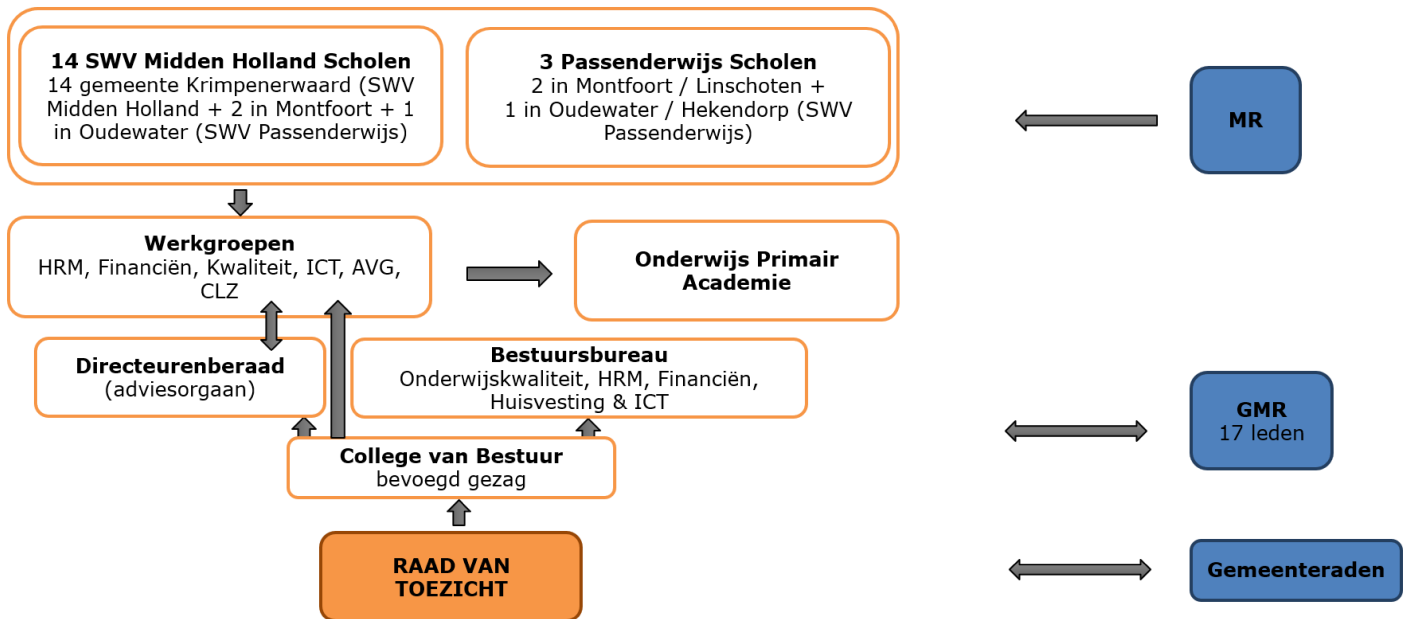 14 SWV Midden Holland Scholen
14 gemeente Krimpenerwaard (SWV
Midden Holland + 2 in Montfoort + 1
in Oudewater (SWV Passenderwijs)
3 Passenderwijs Scholen
2 in Montfoort / Linschoten +
1 in Oudewater / Hekendorp (SWV
Passenderwijs)
MR
Werkgroepen
HRM, Financiën, Kwaliteit, ICT, AVG,
CLZ
Onderwijs Primair
Academie
Directeurenberaad
(adviesorgaan)
Bestuursbureau
Onderwijskwaliteit, HRM, Financiën,
Huisvesting & ICT
GMR
17 leden
College van Bestuur
bevoegd gezag
RAAD VAN
TOEZICHT
Gemeenteraden